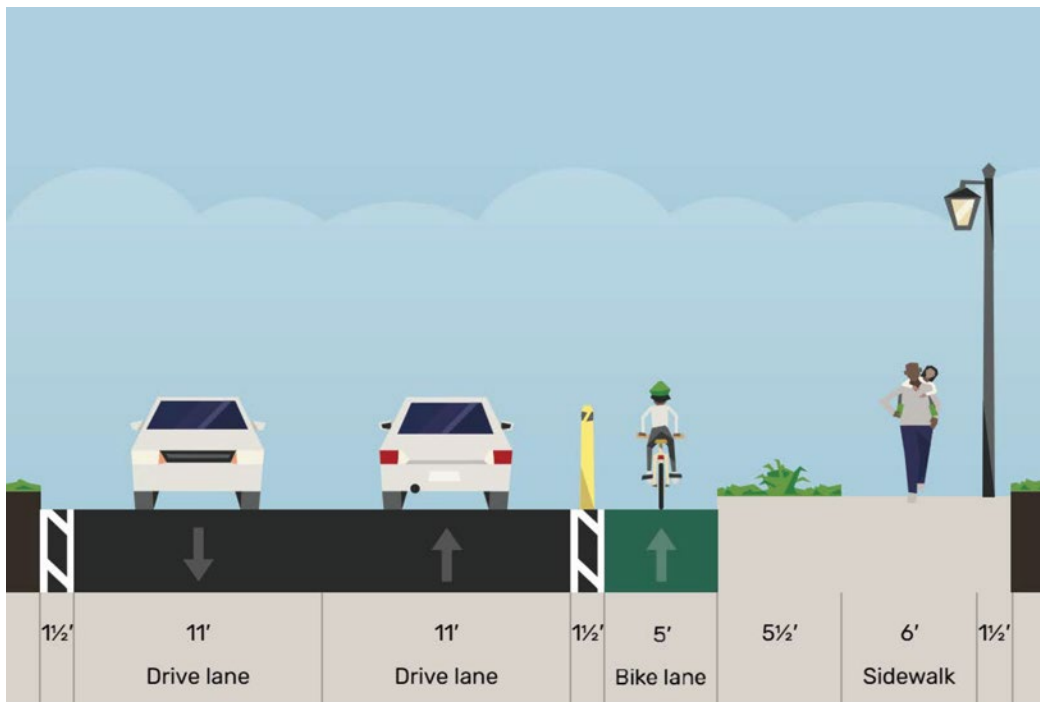 1½′
11′
11′
1½′
5′
5½′
6′
1½′
Drive lane
Drive lane
Bike lane
Sidewalk